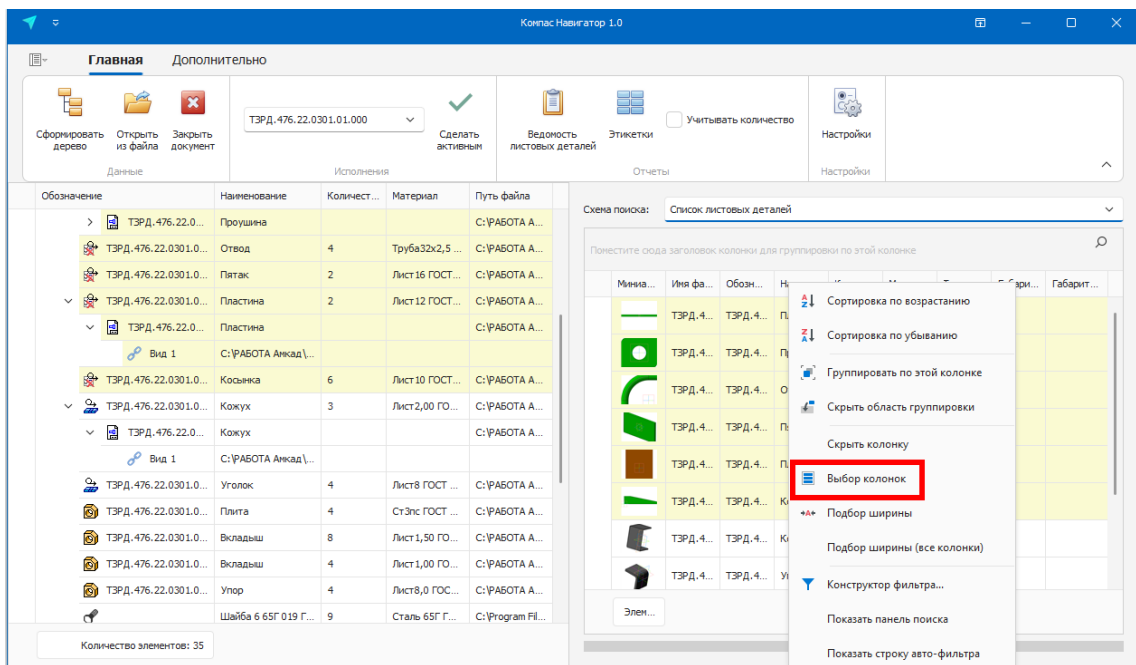 Компас Навигатор 1.0
Главная Дополнительно
Сформировать дерево
Открыть из файла
Закрыть документ
Данные
ТЗРД.476.22.0301.01.000
Сделать активным
Исполнения
Ведомость листовых деталей
Этикетки
Учитывать количество
Отчеты
Настройки
Настройки
Обозначение Наименование Количест... Материал Путь файла
ТЗРД.476.22.0... Проушина C:\РАБОТА А...
ТЗРД.476.22.0301.0... Отвод 4 Труба32х2,5 ... C:\РАБОТА А...
ТЗРД.476.22.0301.0... Пятак 2 Лист16 ГОСТ... C:\РАБОТА А...
ТЗРД.476.22.0301.0... Пластина 2 Лист12 ГОСТ... C:\РАБОТА А...
ТЗРД.476.22.0... Пластина C:\РАБОТА А...
Вид 1 C:\РАБОТА Амкад\...
ТЗРД.476.22.0301.0... Косынка 6 Лист10 ГОСТ... C:\РАБОТА А...
ТЗРД.476.22.0301.0... Кожух 3 Лист2,00 ГО... C:\РАБОТА А...
ТЗРД.476.22.0... Кожух C:\РАБОТА А...
Вид 1 C:\РАБОТА Амкад\...
ТЗРД.476.22.0301.0... Уголок 4 Лист8 ГОСТ ... C:\РАБОТА А...
ТЗРД.476.22.0301.0... Плита 4 Ст3пс ГОСТ ... C:\РАБОТА А...
ТЗРД.476.22.0301.0... Вкладыш 8 Лист1,50 ГО... C:\РАБОТА А...
ТЗРД.476.22.0301.0... Вкладыш 4 Лист1,00 ГО... C:\РАБОТА А...
ТЗРД.476.22.0301.0... Упор 4 Лист8,0 ГОС... C:\РАБОТА А...
Шайба 6 65Г 019 Г... 9 Сталь 65Г Г... C:\Program Fil...
Количество элементов: 35
Схема поиска: Список листовых деталей
Поместите сюда заголовок колонки для группировки по этой колонке
Миниа... Имя фа... Обозн... Габарит...
ТЗРД.4... ТЗРД.4...
ТЗРД.4... ТЗРД.4...
ТЗРД.4... ТЗРД.4...
ТЗРД.4... ТЗРД.4...
ТЗРД.4... ТЗРД.4...
ТЗРД.4... ТЗРД.4...
ТЗРД.4... ТЗРД.4...
ТЗРД.4... ТЗРД.4...
Элем...
Сортировка по возрастанию
Сортировка по убыванию
Группировать по этой колонке
Скрыть область группировки
Скрыть колонку
Выбор колонок
Подбор ширины
Подбор ширины (все колонки)
Конструктор фильтра...
Показать панель поиска
Показать строку авто-фильтра